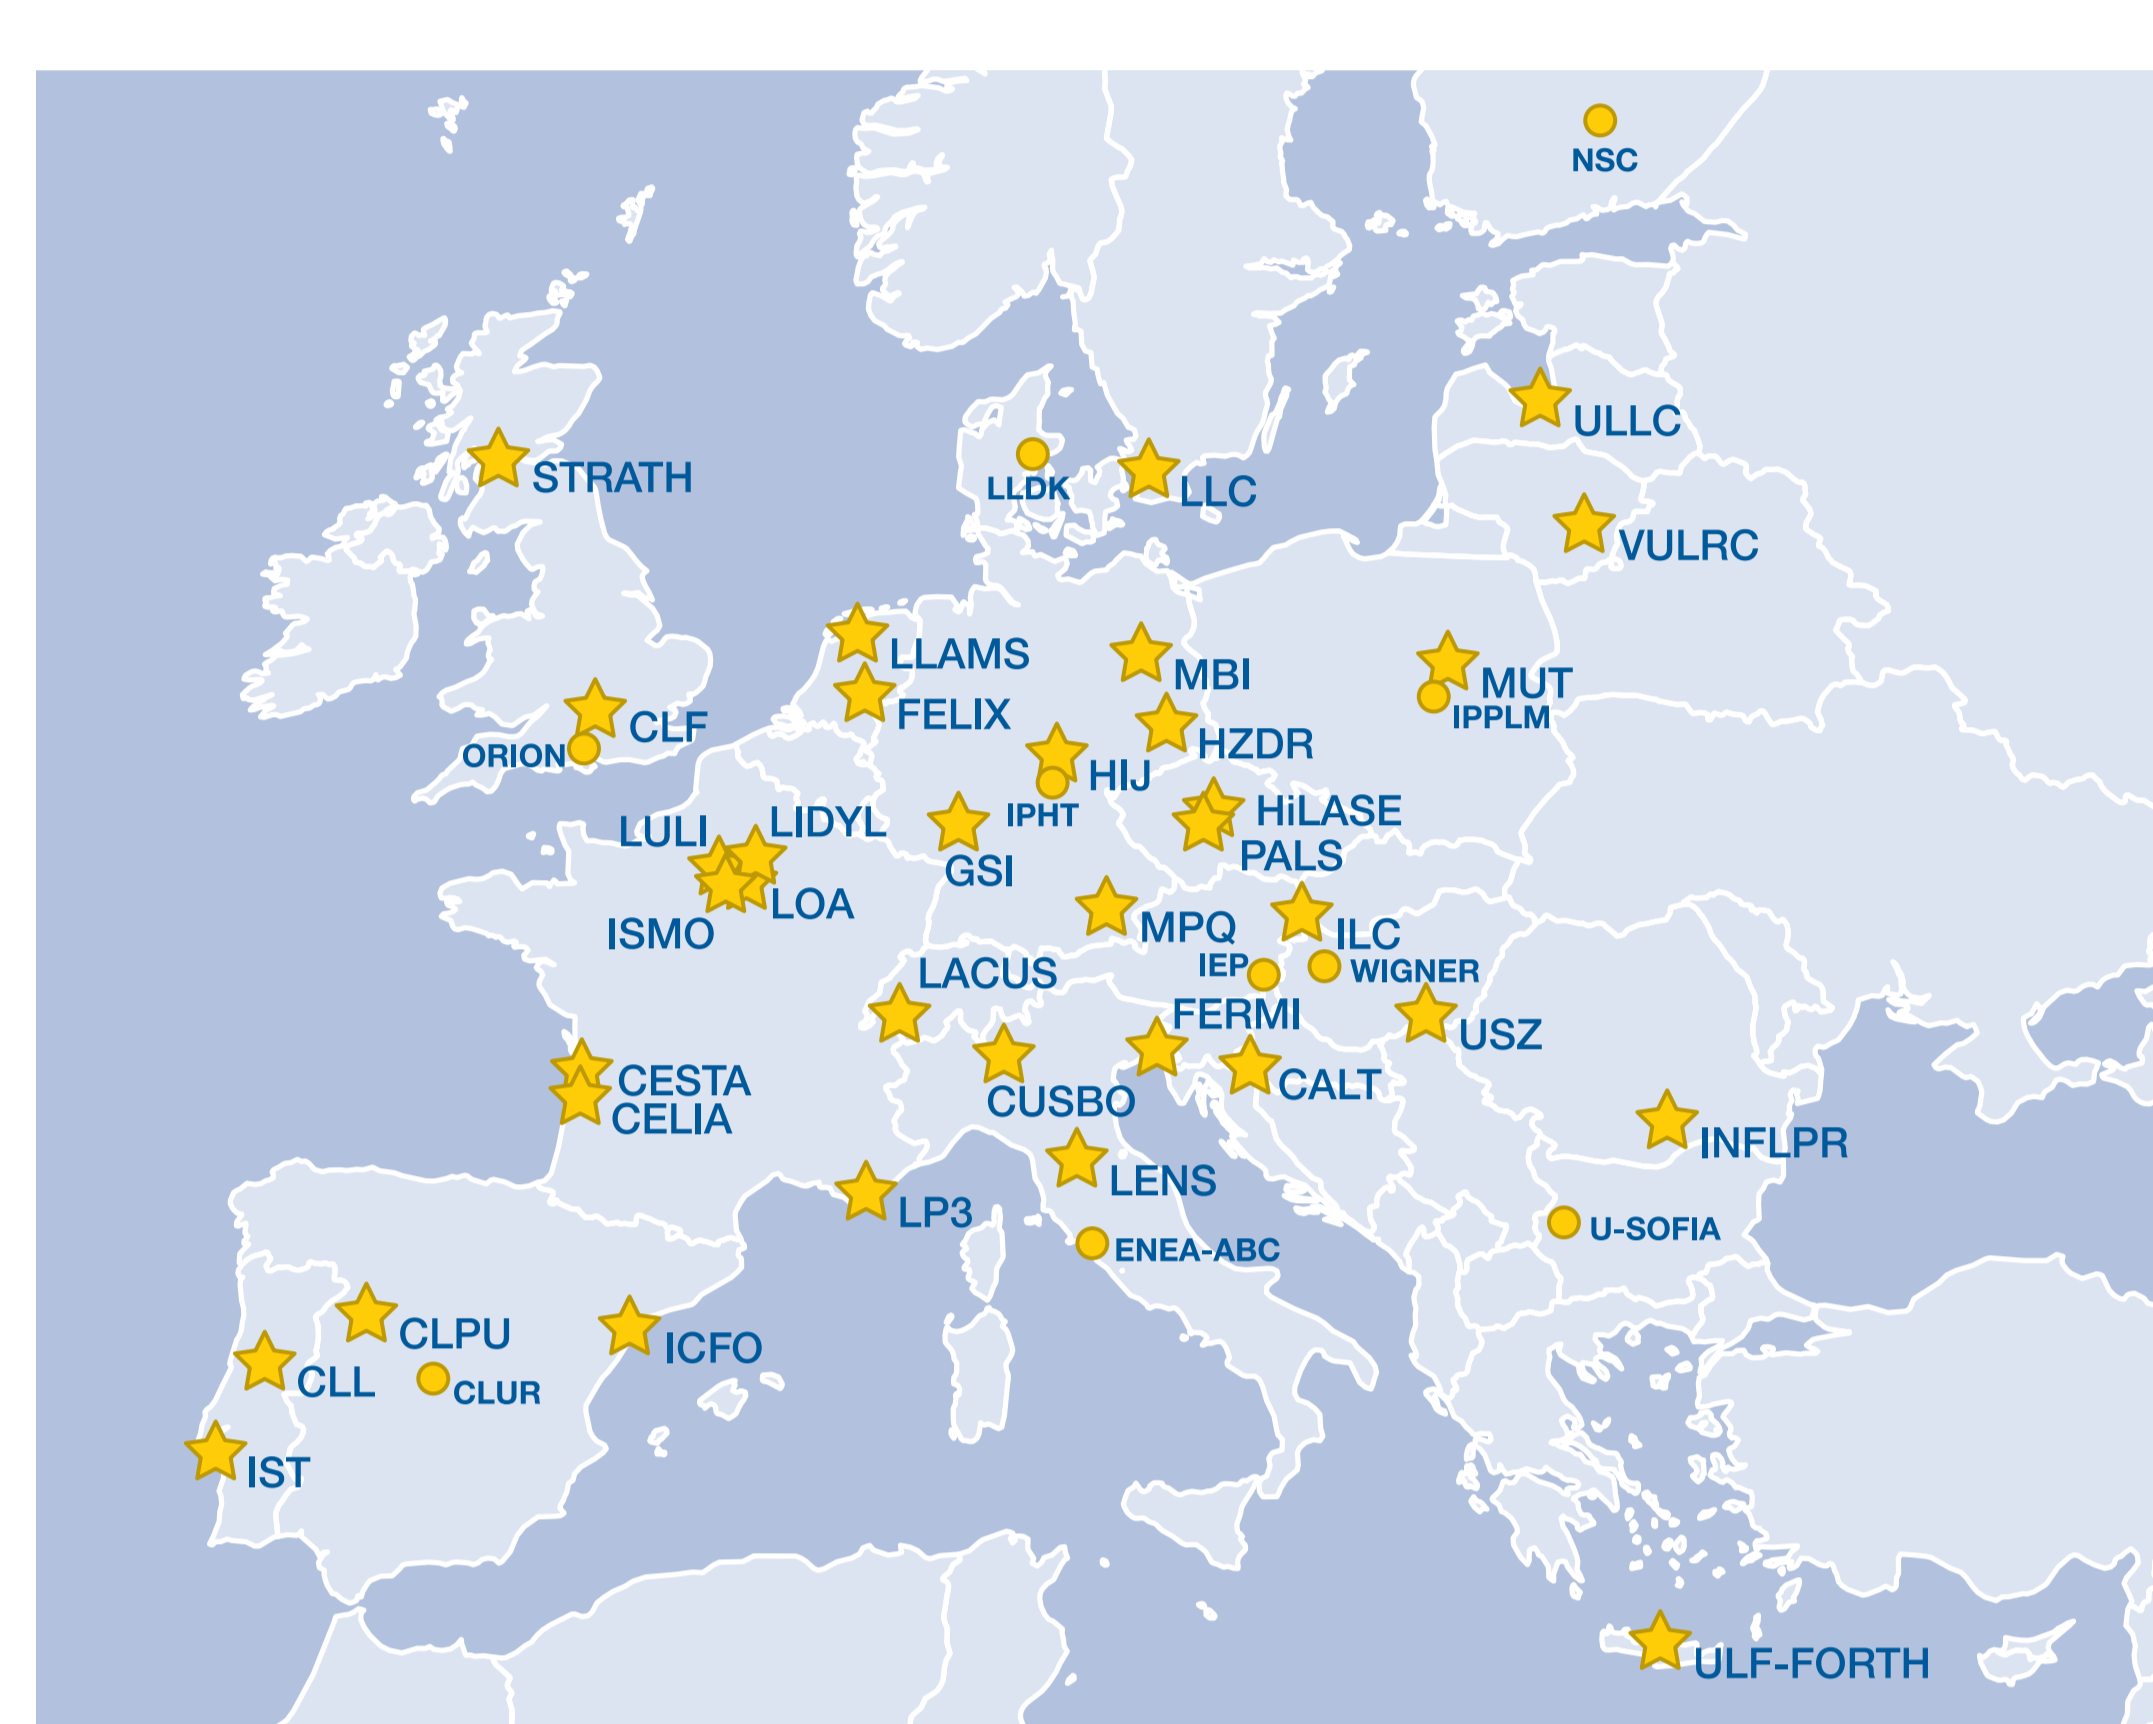 NSC
ULLC
STRATH
LLDK
LLC
VULRC
LLAMS
MBI
MUT
FELIX
IPPLM
CLF
ORION
HZDR
HIJ
IPHT
HiLASE
LIDYL
LULI
PALS
GSI
LOA
ISMO
MPQ
ILC
IEP
WIGNER
LACUS
FERMI
USZ
CESTA
CUSBO
CALT
CELIA
INFLPR
LENS
LP3
U-SOFIA
ENEA-ABC
CLPU
ICFO
CLL
CLUR
IST
ULF-FORTH